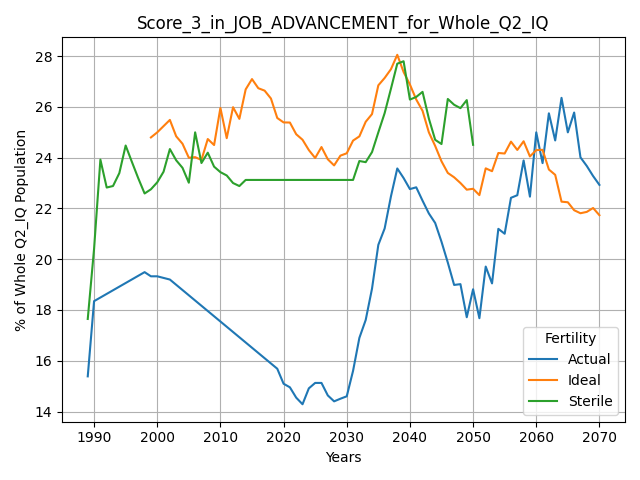 Score_3_in_JOB_ADVANCEMENT_for_Whole_Q2_IQ
% of Whole Q2_IQ Population
28
26
24
22
20
18
16
14
Fertility
Actual
Ideal
Sterile
1990 2000 2010 2020 2030 2040 2050 2060 2070
Years